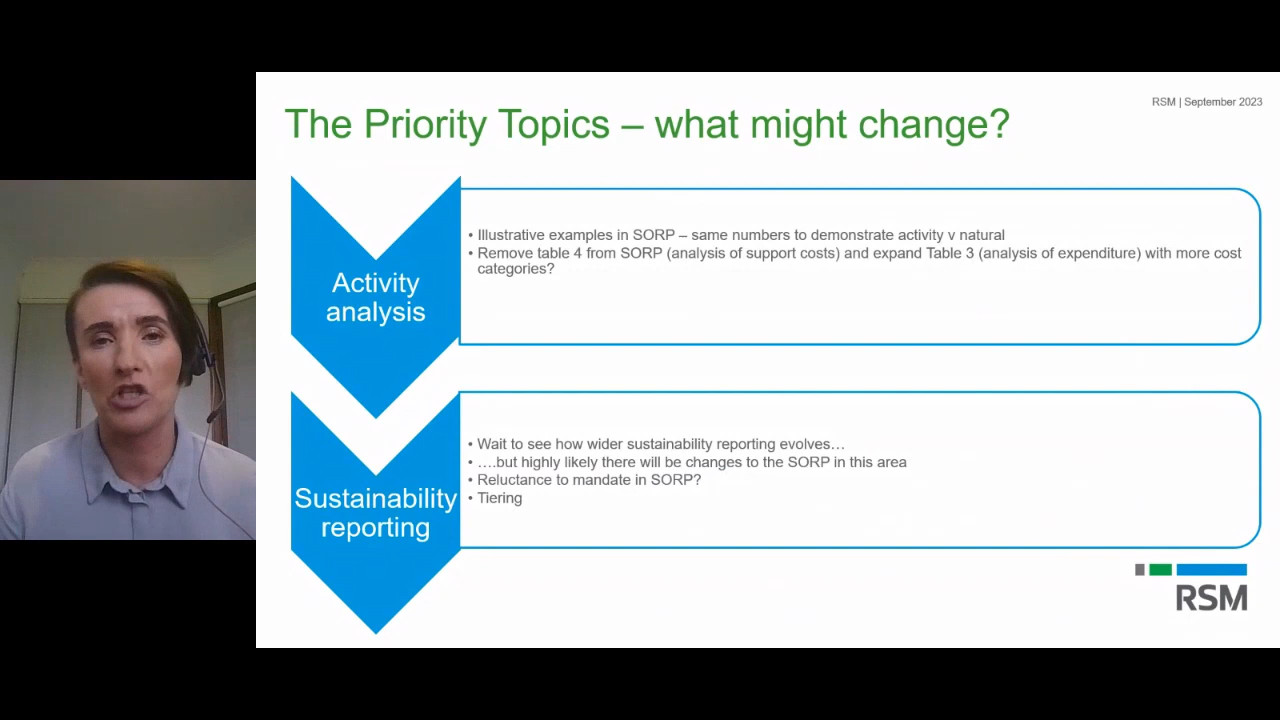 RSM | September 2023
The Priority Topics – what might change?
Activity
analysis
• Illustrative examples in SORP – same numbers to demonstrate activity v natural
• Remove table 4 from SORP (analysis of support costs) and expand Table 3 (analysis of expenditure) with more cost
categories?
Sustainability
reporting
• Wait to see how wider sustainability reporting evolves…
• ….but highly likely there will be changes to the SORP in this area
• Reluctance to mandate in SORP?
• Tiering
RSM